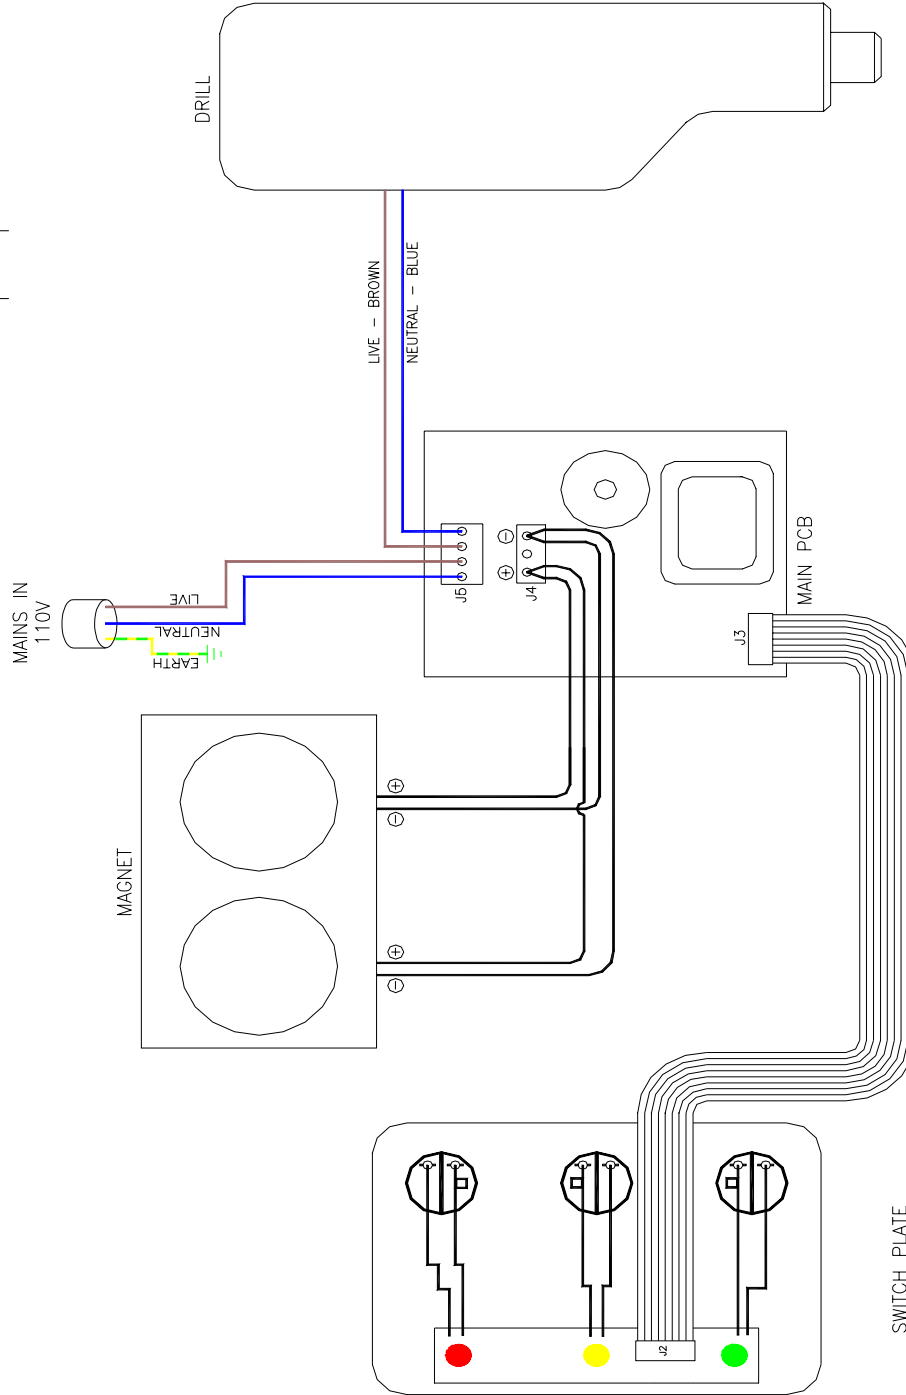 DRILL
LIVE - BROWN
NEUTRAL - BLUE
MAINS IN
110V
LIVE
NEUTRAL
EARTH
J5
J4
⊖
⊕
MAIN PCB
J3
MAGNET
⊕
⊖
⊕
⊖
J2
SWITCH PLATE